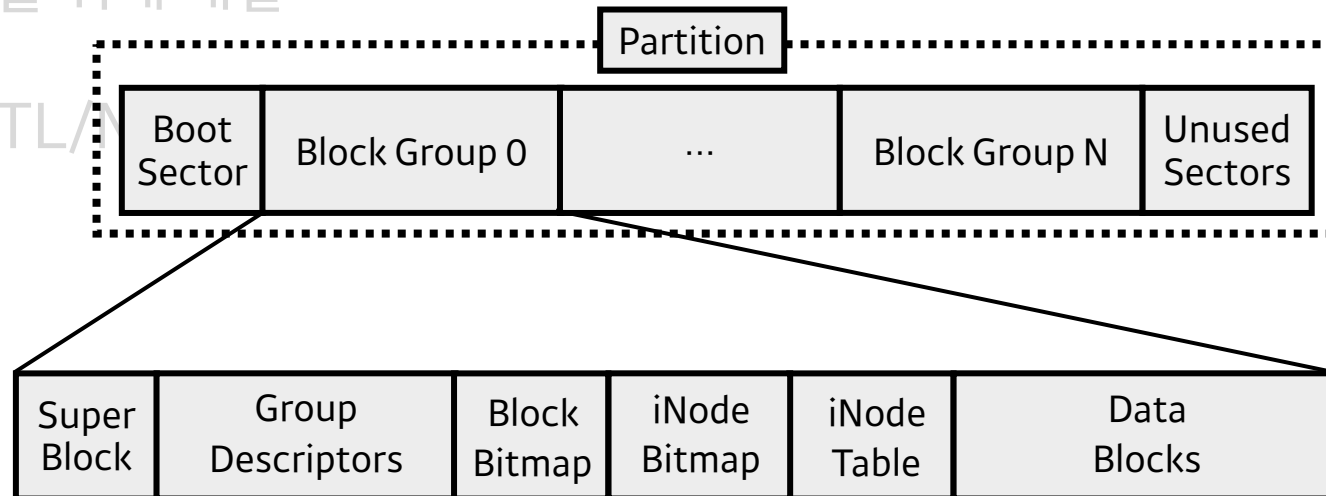 Partition
Boot
Sector
Block Group 0
...
Block Group N
Unused
Sectors
Super
Block
Group
Descriptors
Block
Bitmap
iNode
Bitmap
iNode
Table
Data
Blocks